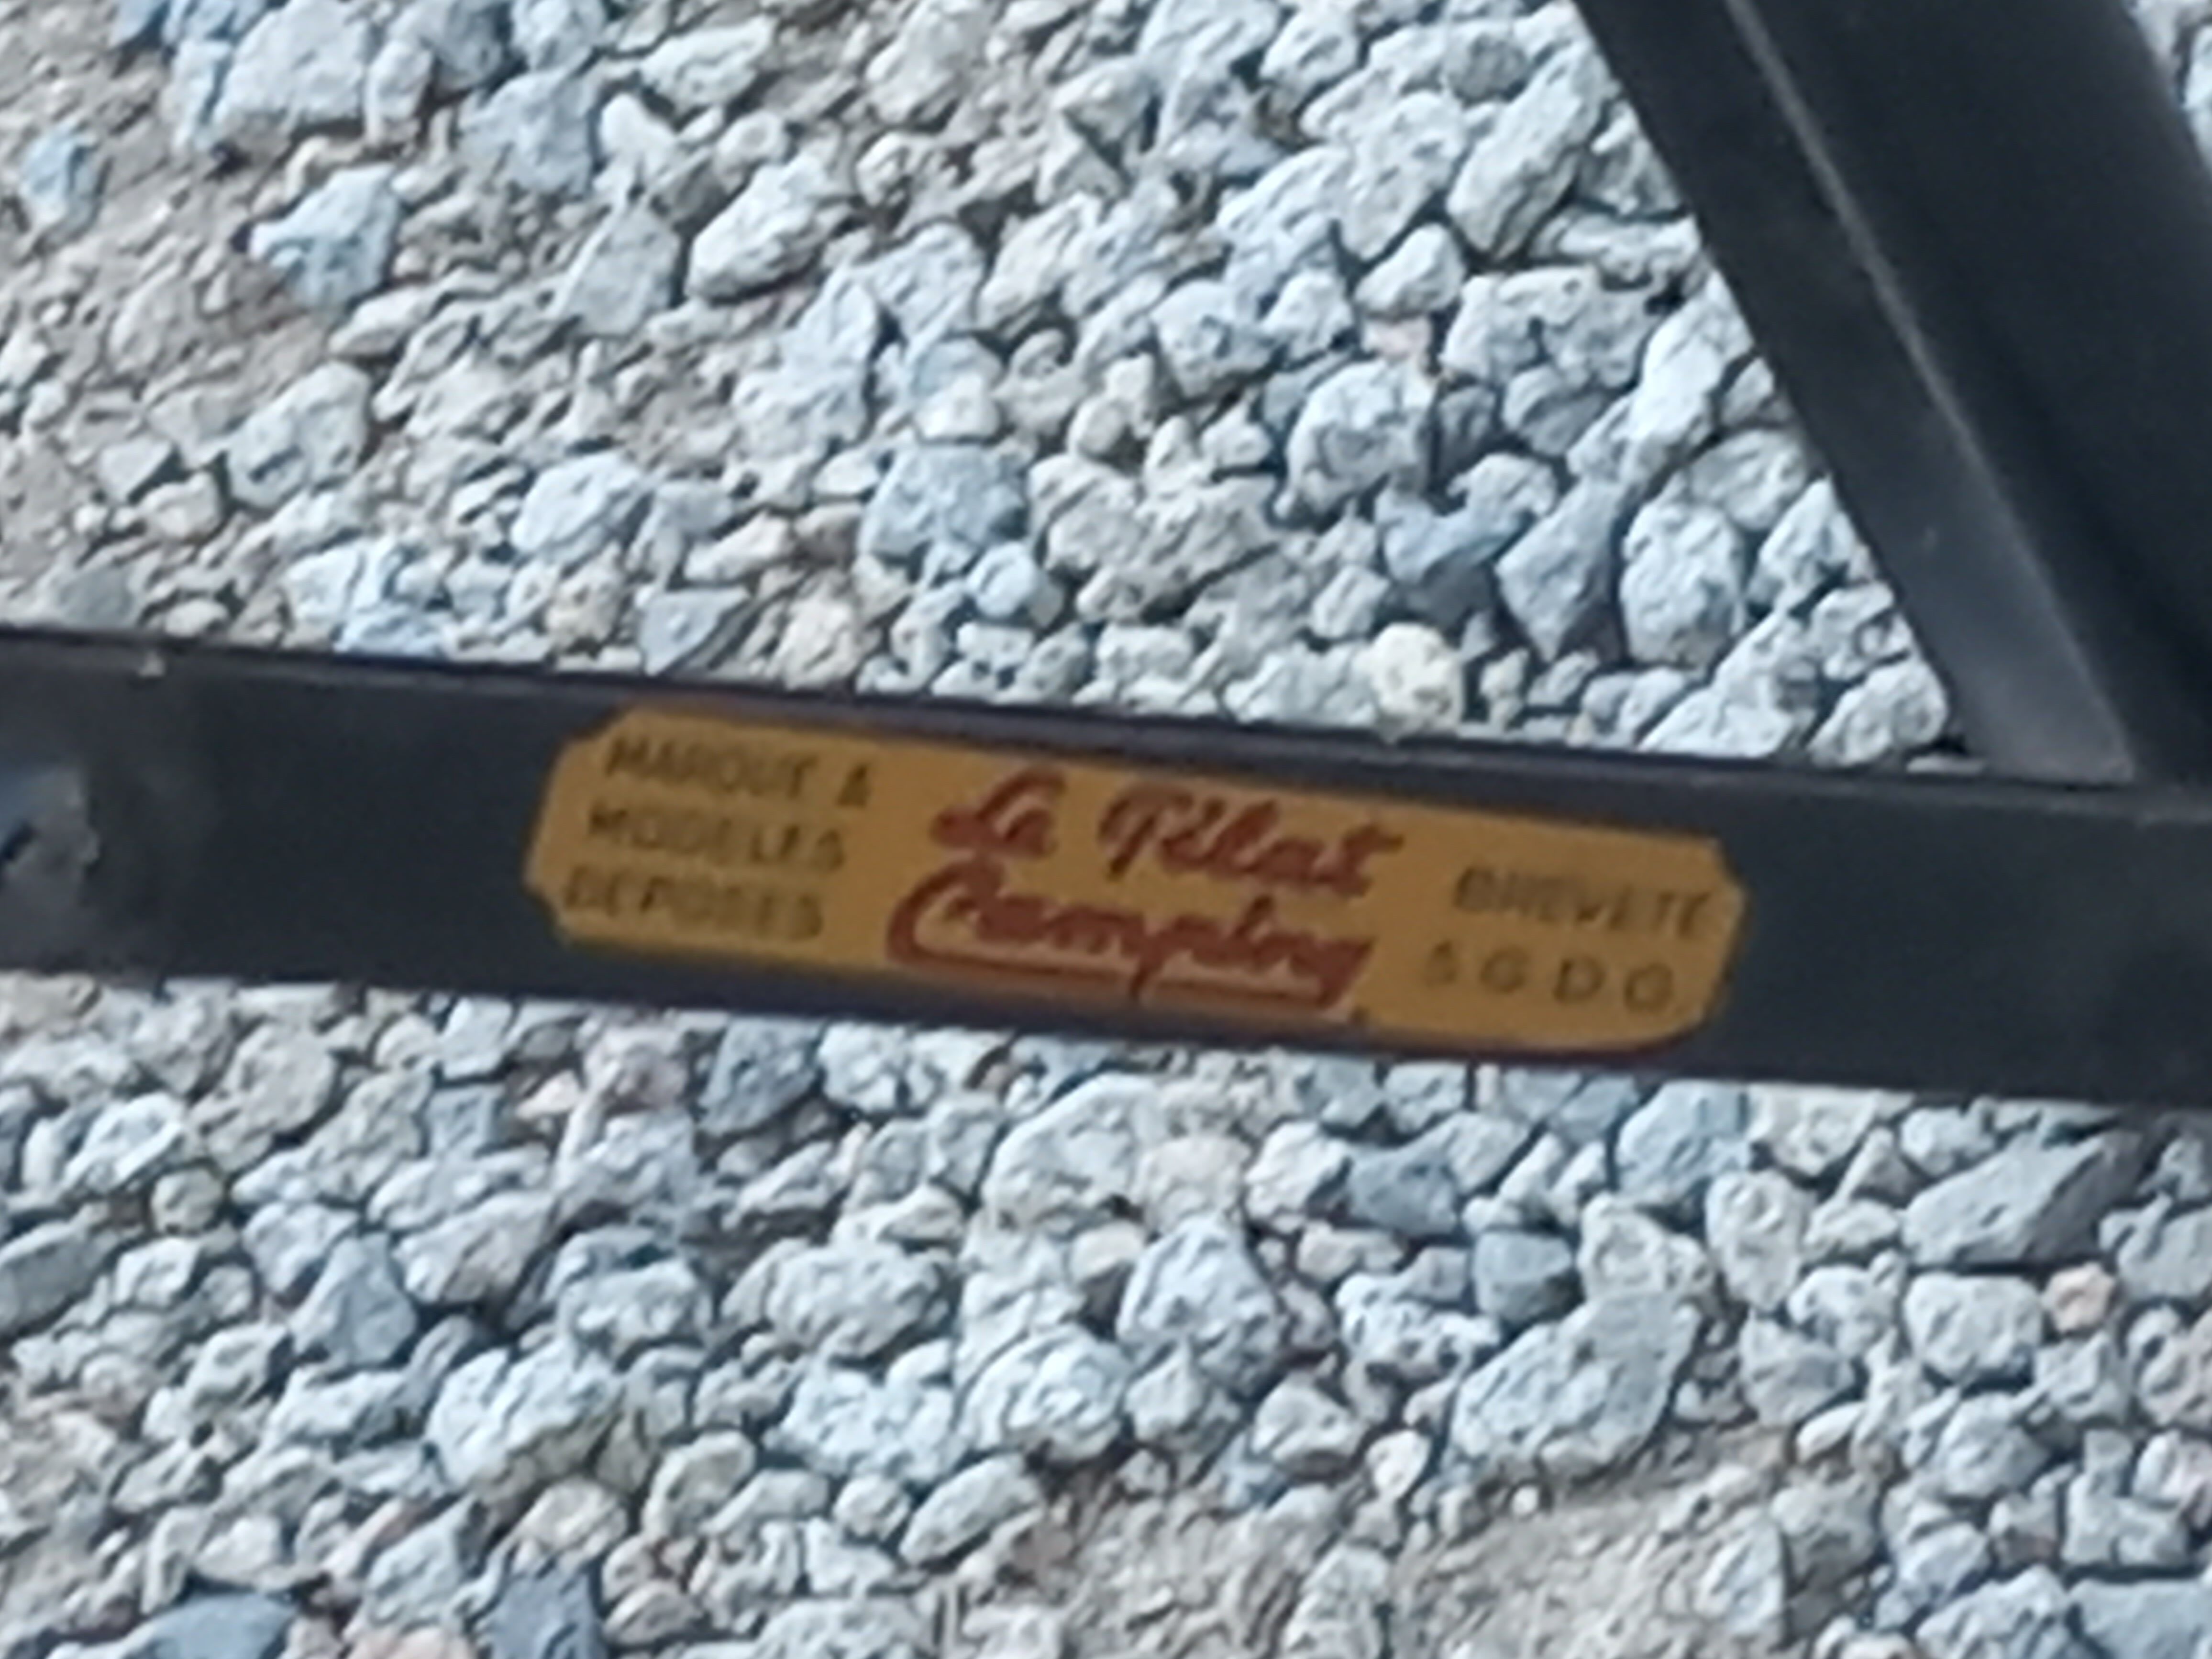 MARQUE &
MODELES
DEPOSES
Le Pilat
Camping
BREVETE
S G D G